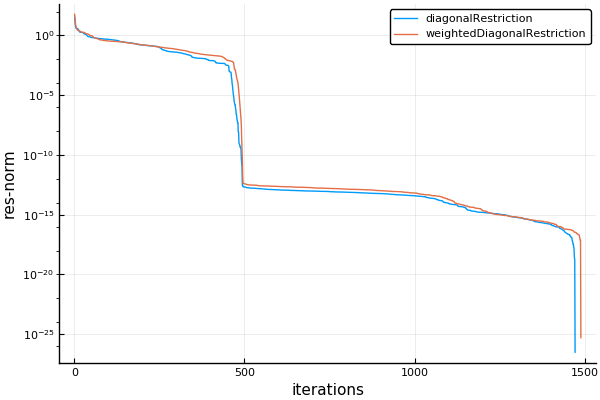 diagonalRestriction
weightedDiagonalRestriction
res-norm
10⁰
10⁻⁵
10⁻¹⁰
10⁻¹⁵
10⁻²⁰
10⁻²⁵
0 500 1000 1500
iterations